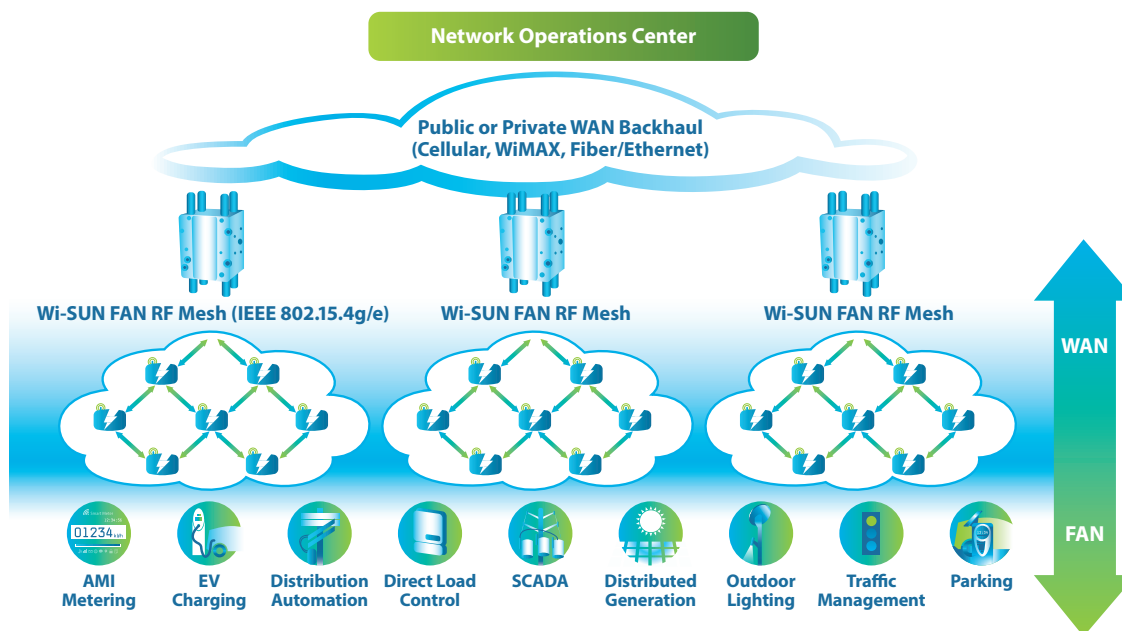 Network Operations Center
Public or Private WAN Backhaul
(Cellular, WiMAX, Fiber/Ethernet)
Wi-SUN FAN RF Mesh (IEEE 802.15.4g/e)
Wi-SUN FAN RF Mesh
Wi-SUN FAN RF Mesh
WAN
FAN
01234 kWh
AMI
Metering
EV
Charging
Distribution
Automation
Direct Load
Control
SCADA
Distributed
Generation
Outdoor
Lighting
Traffic
Management
Parking